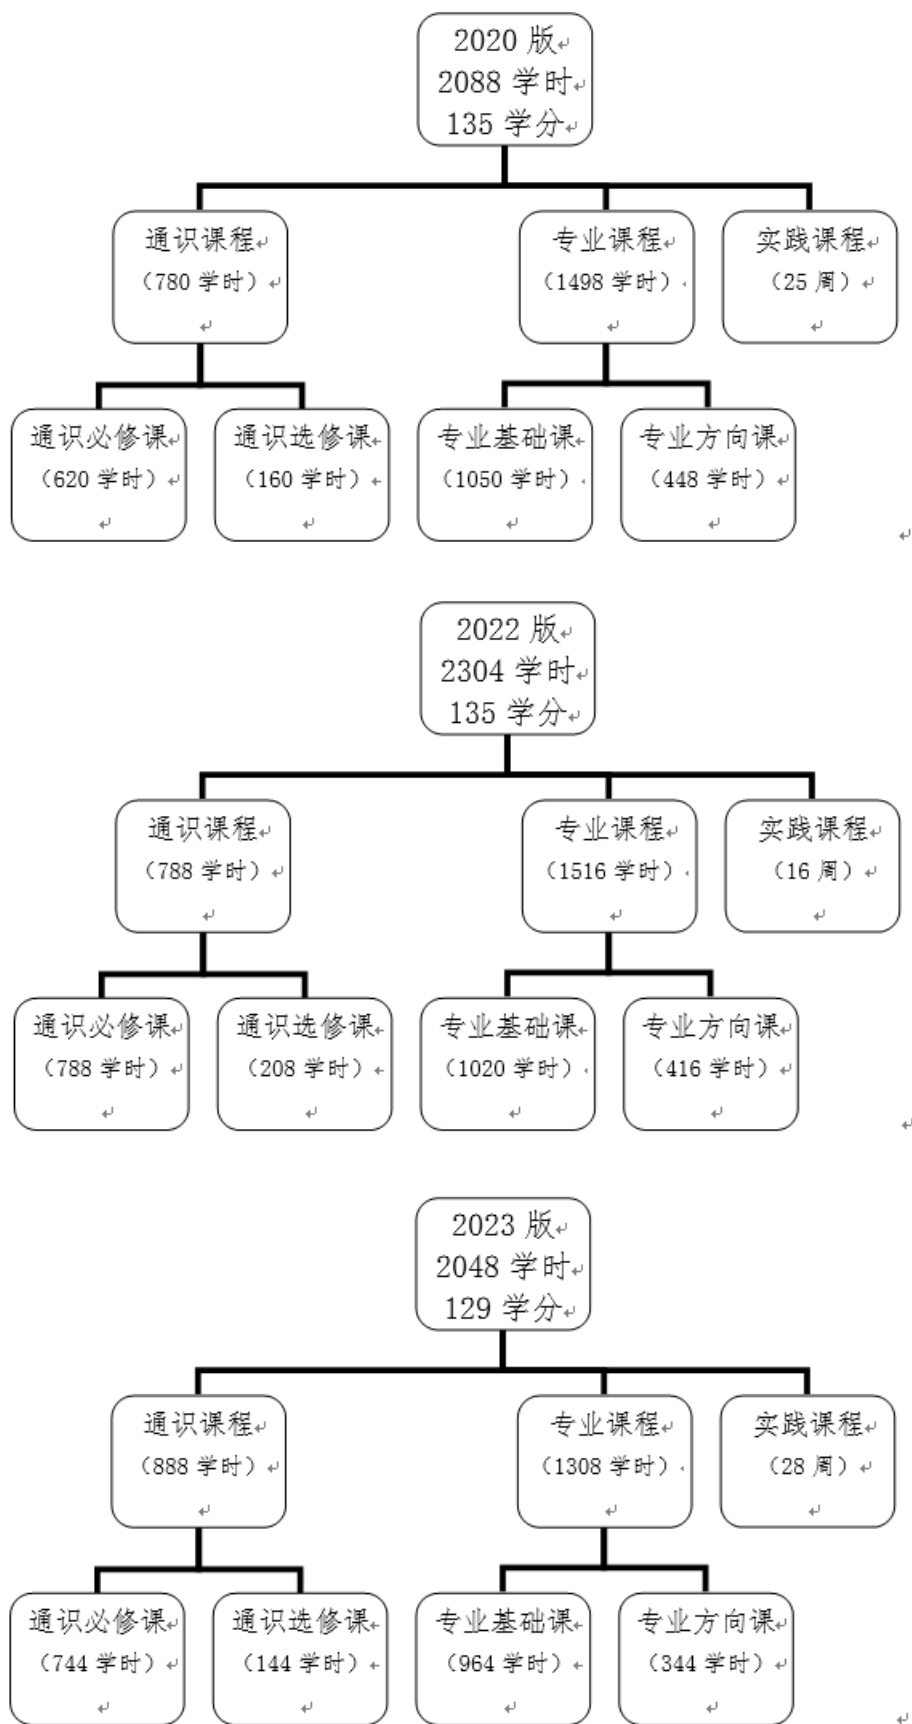 2020 版
2088 学时
135 学分
通识课程
（780 学时）
专业课程
（1498 学时）
实践课程
（25 周）
通识必修课
（620 学时）
通识选修课
（160 学时）
专业基础课
（1050 学时）
专业方向课
（448 学时）
2022 版
2304 学时
135 学分
通识课程
（788 学时）
专业课程
（1516 学时）
实践课程
（16 周）
通识必修课
（788 学时）
通识选修课
（208 学时）
专业基础课
（1020 学时）
专业方向课
（416 学时）
2023 版
2048 学时
129 学分
通识课程
（888 学时）
专业课程
（1308 学时）
实践课程
（28 周）
通识必修课
（744 学时）
通识选修课
（144 学时）
专业基础课
（964 学时）
专业方向课
（344 学时）